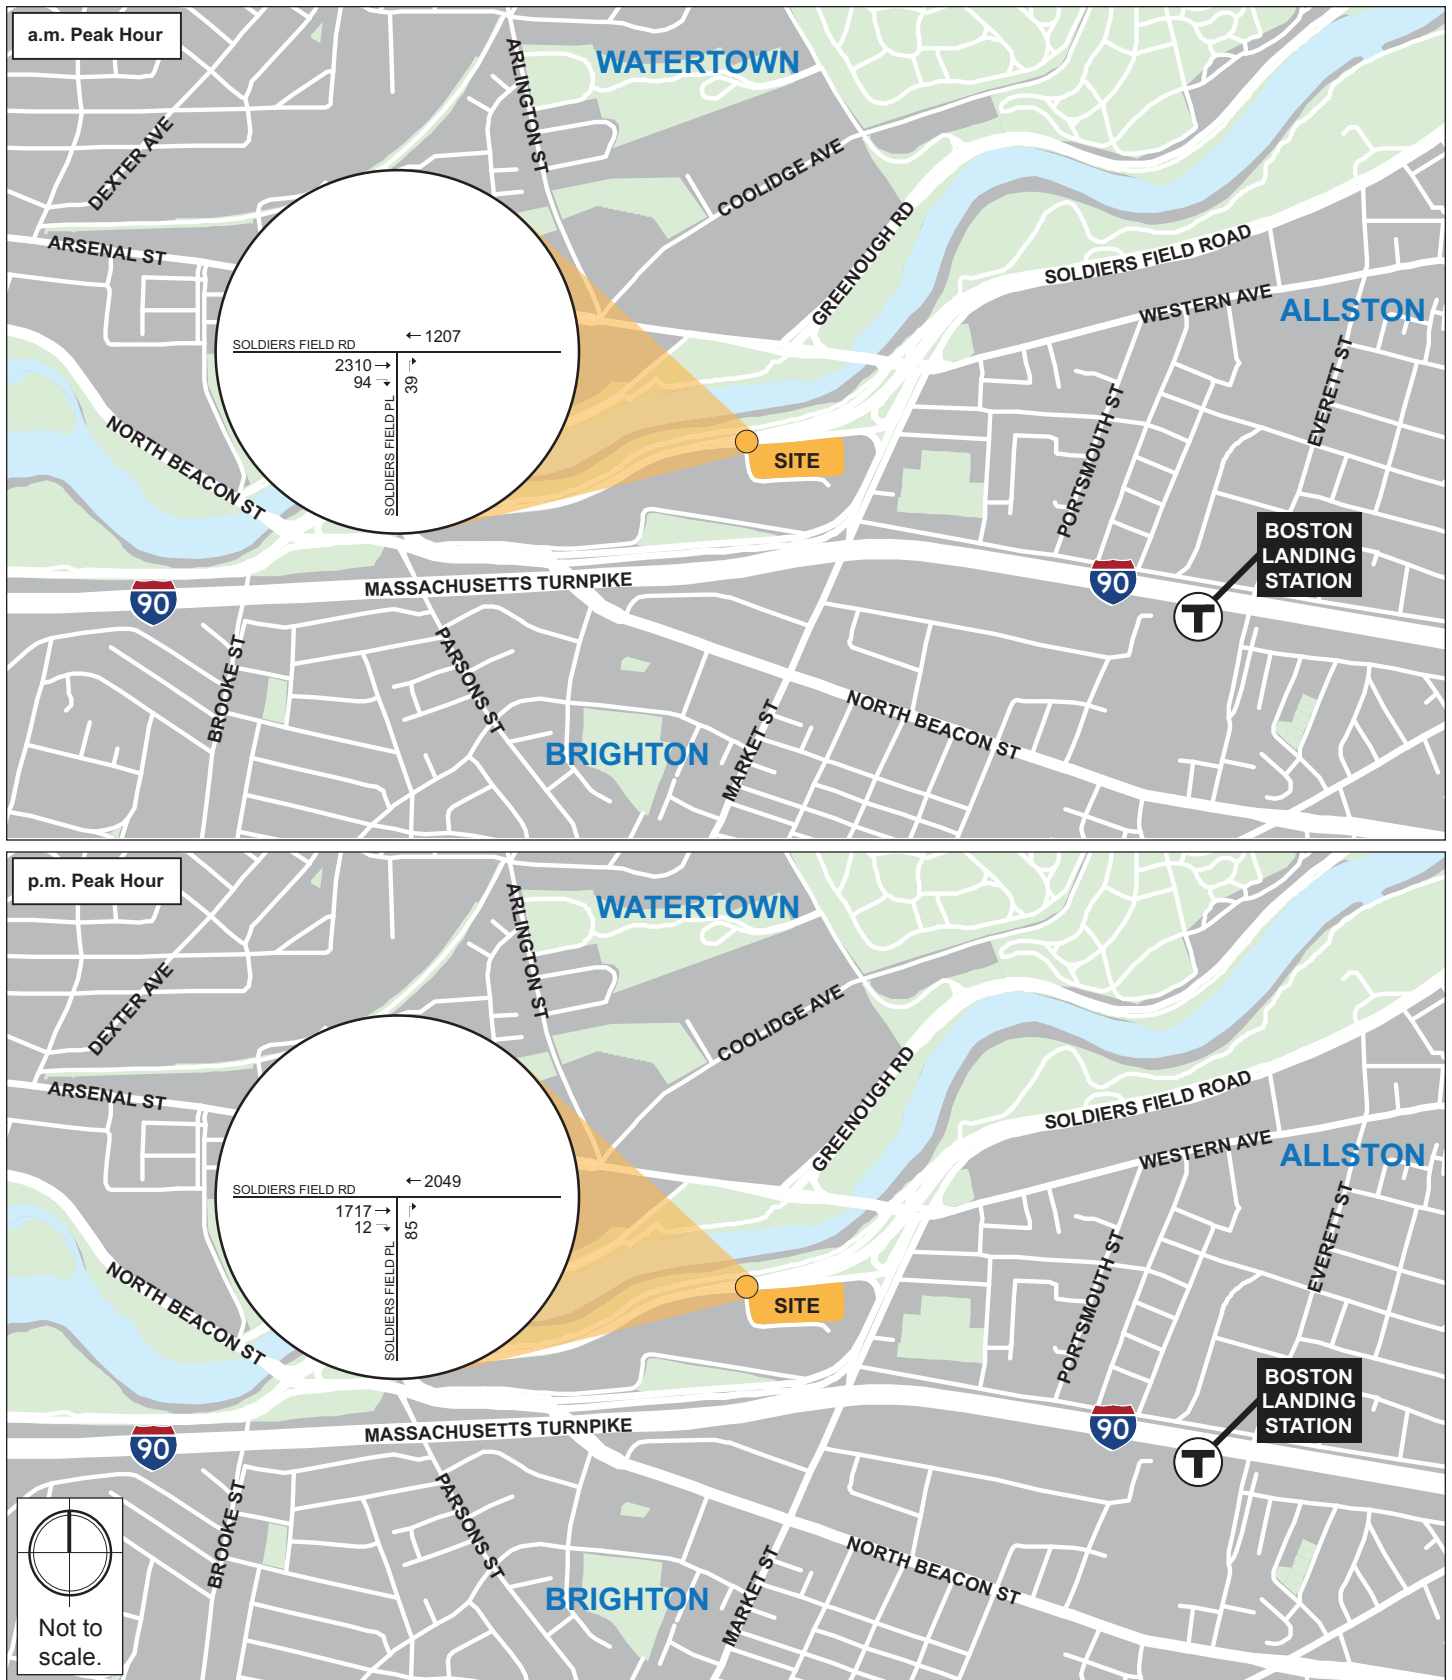 a.m. Peak Hour
WATERTOWN
ARLINGTON ST
DEXTER AVE
COOLIDGE AVE
ARSENAL ST
GREENOUGH RD
SOLDIERS FIELD ROAD
WESTERN AVE
ALLSTON
1207
SOLDIERS FIELD RD
2310
94
39
SOLDIERS FIELD PL
EVERETT ST
PORTSMOUTH ST
NORTH BEACON ST
SITE
BOSTON
LANDING
STATION
MASSACHUSETTS TURNPIKE
90
90
T
BROOKE ST
PARSONS ST
NORTH BEACON ST
MARKET ST
BRIGHTON
p.m. Peak Hour
WATERTOWN
ARLINGTON ST
DEXTER AVE
COOLIDGE AVE
ARSENAL ST
GREENOUGH RD
SOLDIERS FIELD ROAD
WESTERN AVE
ALLSTON
2049
SOLDIERS FIELD RD
1717
12
85
SOLDIERS FIELD PL
EVERETT ST
PORTSMOUTH ST
NORTH BEACON ST
SITE
BOSTON
LANDING
STATION
MASSACHUSETTS TURNPIKE
90
90
T
BROOKE ST
PARSONS ST
NORTH BEACON ST
MARKET ST
BRIGHTON
Not to
scale.